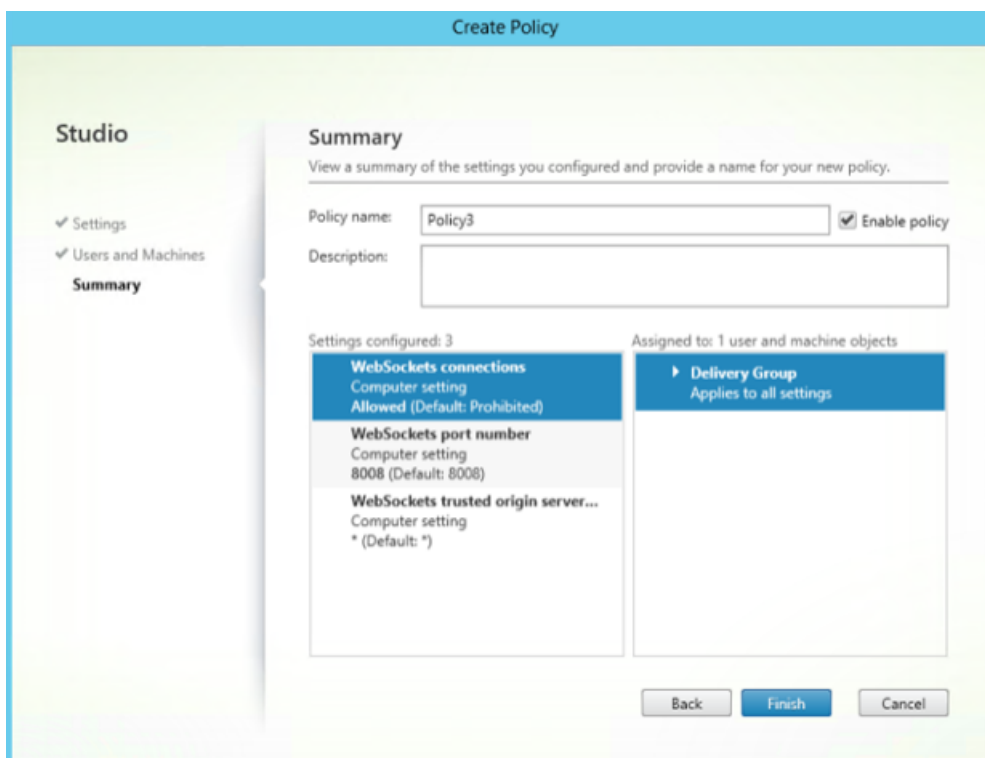 Create Policy
Studio
Settings
Users and Machines
Summary
Summary
View a summary of the settings you configured and provide a name for your new policy.
Policy name:
Policy3
Enable policy
Description:
Settings configured: 3
WebSockets connections
Computer setting
Allowed (Default: Prohibited)
WebSockets port number
Computer setting
8008 (Default: 8008)
WebSockets trusted origin server...
Computer setting
* (Default: *)
Assigned to: 1 user and machine objects
Delivery Group
Applies to all settings
Back
Finish
Cancel